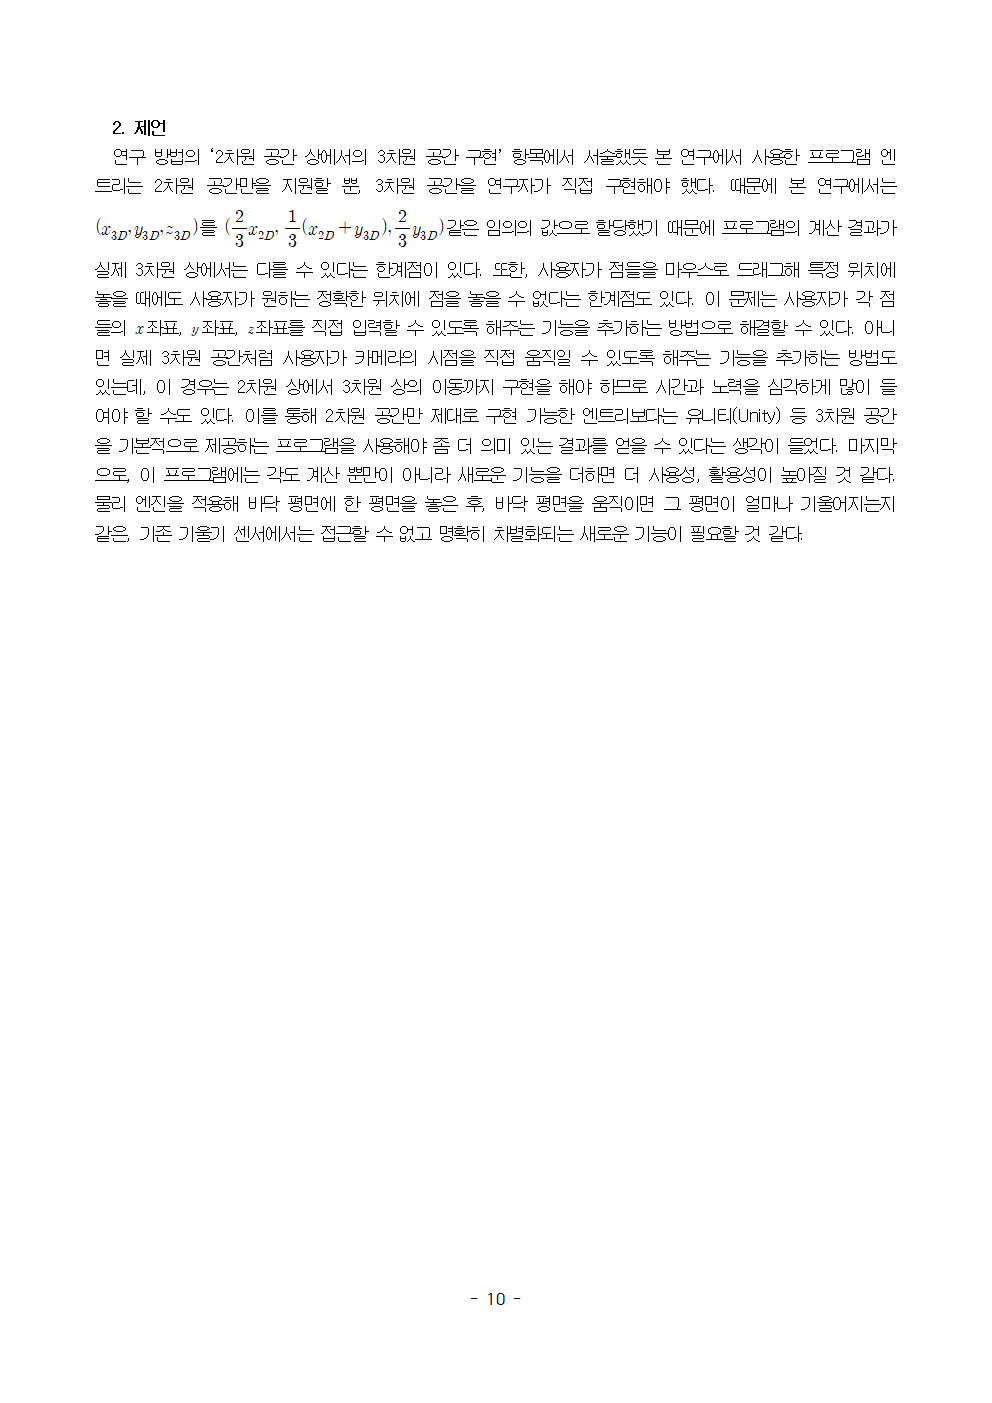 2. 제언
연구 방법의 ‘2차원 공간 상에서의 3차원 공간 구현’ 항목에서 서술했듯 본 연구에서 사용한 프로그램 엔
트리는 2차원 공간만을 지원할 뿐, 3차원 공간을 연구자가 직접 구현해야 했다. 때문에 본 연구에서는
(x_{3D}, y_{3D}, z_{3D})를 (\frac{2}{3}x_{2D}, \frac{1}{3}(x_{2D}+y_{3D}), \frac{2}{3}y_{3D})같은 임의의 값으로 할당했기 때문에 프로그램의 계산 결과가
실제 3차원 상에서는 다를 수 있다는 한계점이 있다. 또한, 사용자가 점들을 마우스로 드래그해 특정 위치에
놓을 때에도 사용자가 원하는 정확한 위치에 점을 놓을 수 없다는 한계점도 있다. 이 문제는 사용자가 각 점
들의 x좌표, y좌표, z좌표를 직접 입력할 수 있도록 해주는 기능을 추가하는 방법으로 해결할 수 있다. 아니
면 실제 3차원 공간처럼 사용자가 카메라의 시점을 직접 움직일 수 있도록 해주는 기능을 추가하는 방법도
있는데, 이 경우는 2차원 상에서 3차원 상의 이동까지 구현을 해야 하므로 시간과 노력을 심각하게 많이 들
여야 할 수도 있다. 이를 통해 2차원 공간만 제대로 구현 가능한 엔트리보다는 유니티(Unity) 등 3차원 공간
을 기본적으로 제공하는 프로그램을 사용해야 좀 더 의미 있는 결과를 얻을 수 있다는 생각이 들었다. 마지막
으로, 이 프로그램에는 각도 계산 뿐만이 아니라 새로운 기능을 더하면 더 사용성, 활용성이 높아질 것 같다.
물리 엔진을 적용해 바닥 평면에 한 평면을 놓은 후, 바닥 평면을 움직이면 그 평면이 얼마나 기울어지는지
같은, 기존 기울기 센서에서는 접근할 수 없고 명확히 차별화되는 새로운 기능이 필요할 것 같다.
- 10 -